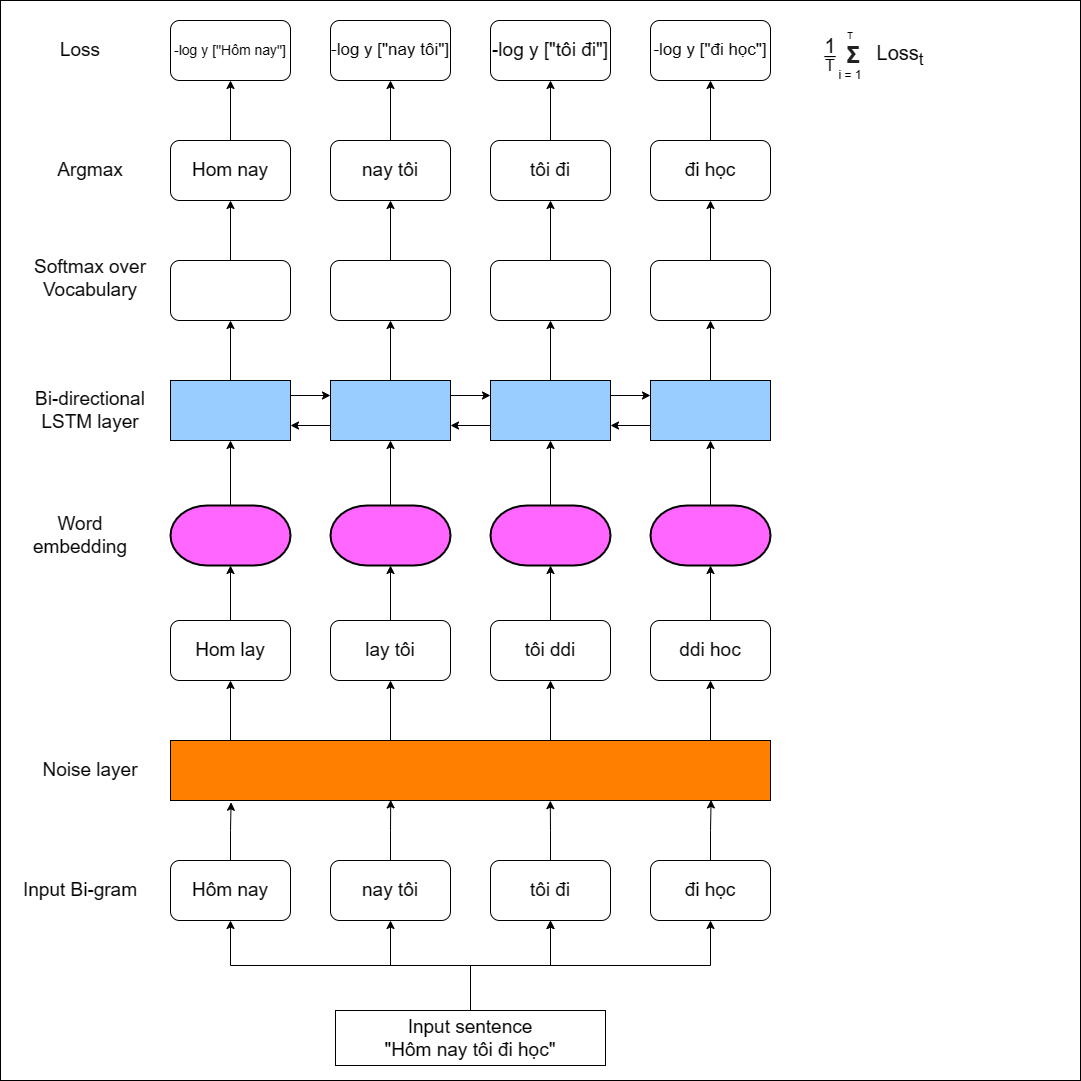 Loss
-log y ["Hôm nay"]
-log y ["nay tôi"]
-log y ["tôi đi"]
-log y ["đi học"]
1
T
T
Σ
i = 1
Losst
Argmax
Hom nay
nay tôi
tôi đi
đi học
Softmax over
Vocabulary
Bi-directional
LSTM layer
Word
embedding
Hom lay
lay tôi
tôi ddi
ddi hoc
Noise layer
Input Bi-gram
Hôm nay
nay tôi
tôi đi
đi học
Input sentence
"Hôm nay tôi đi học"